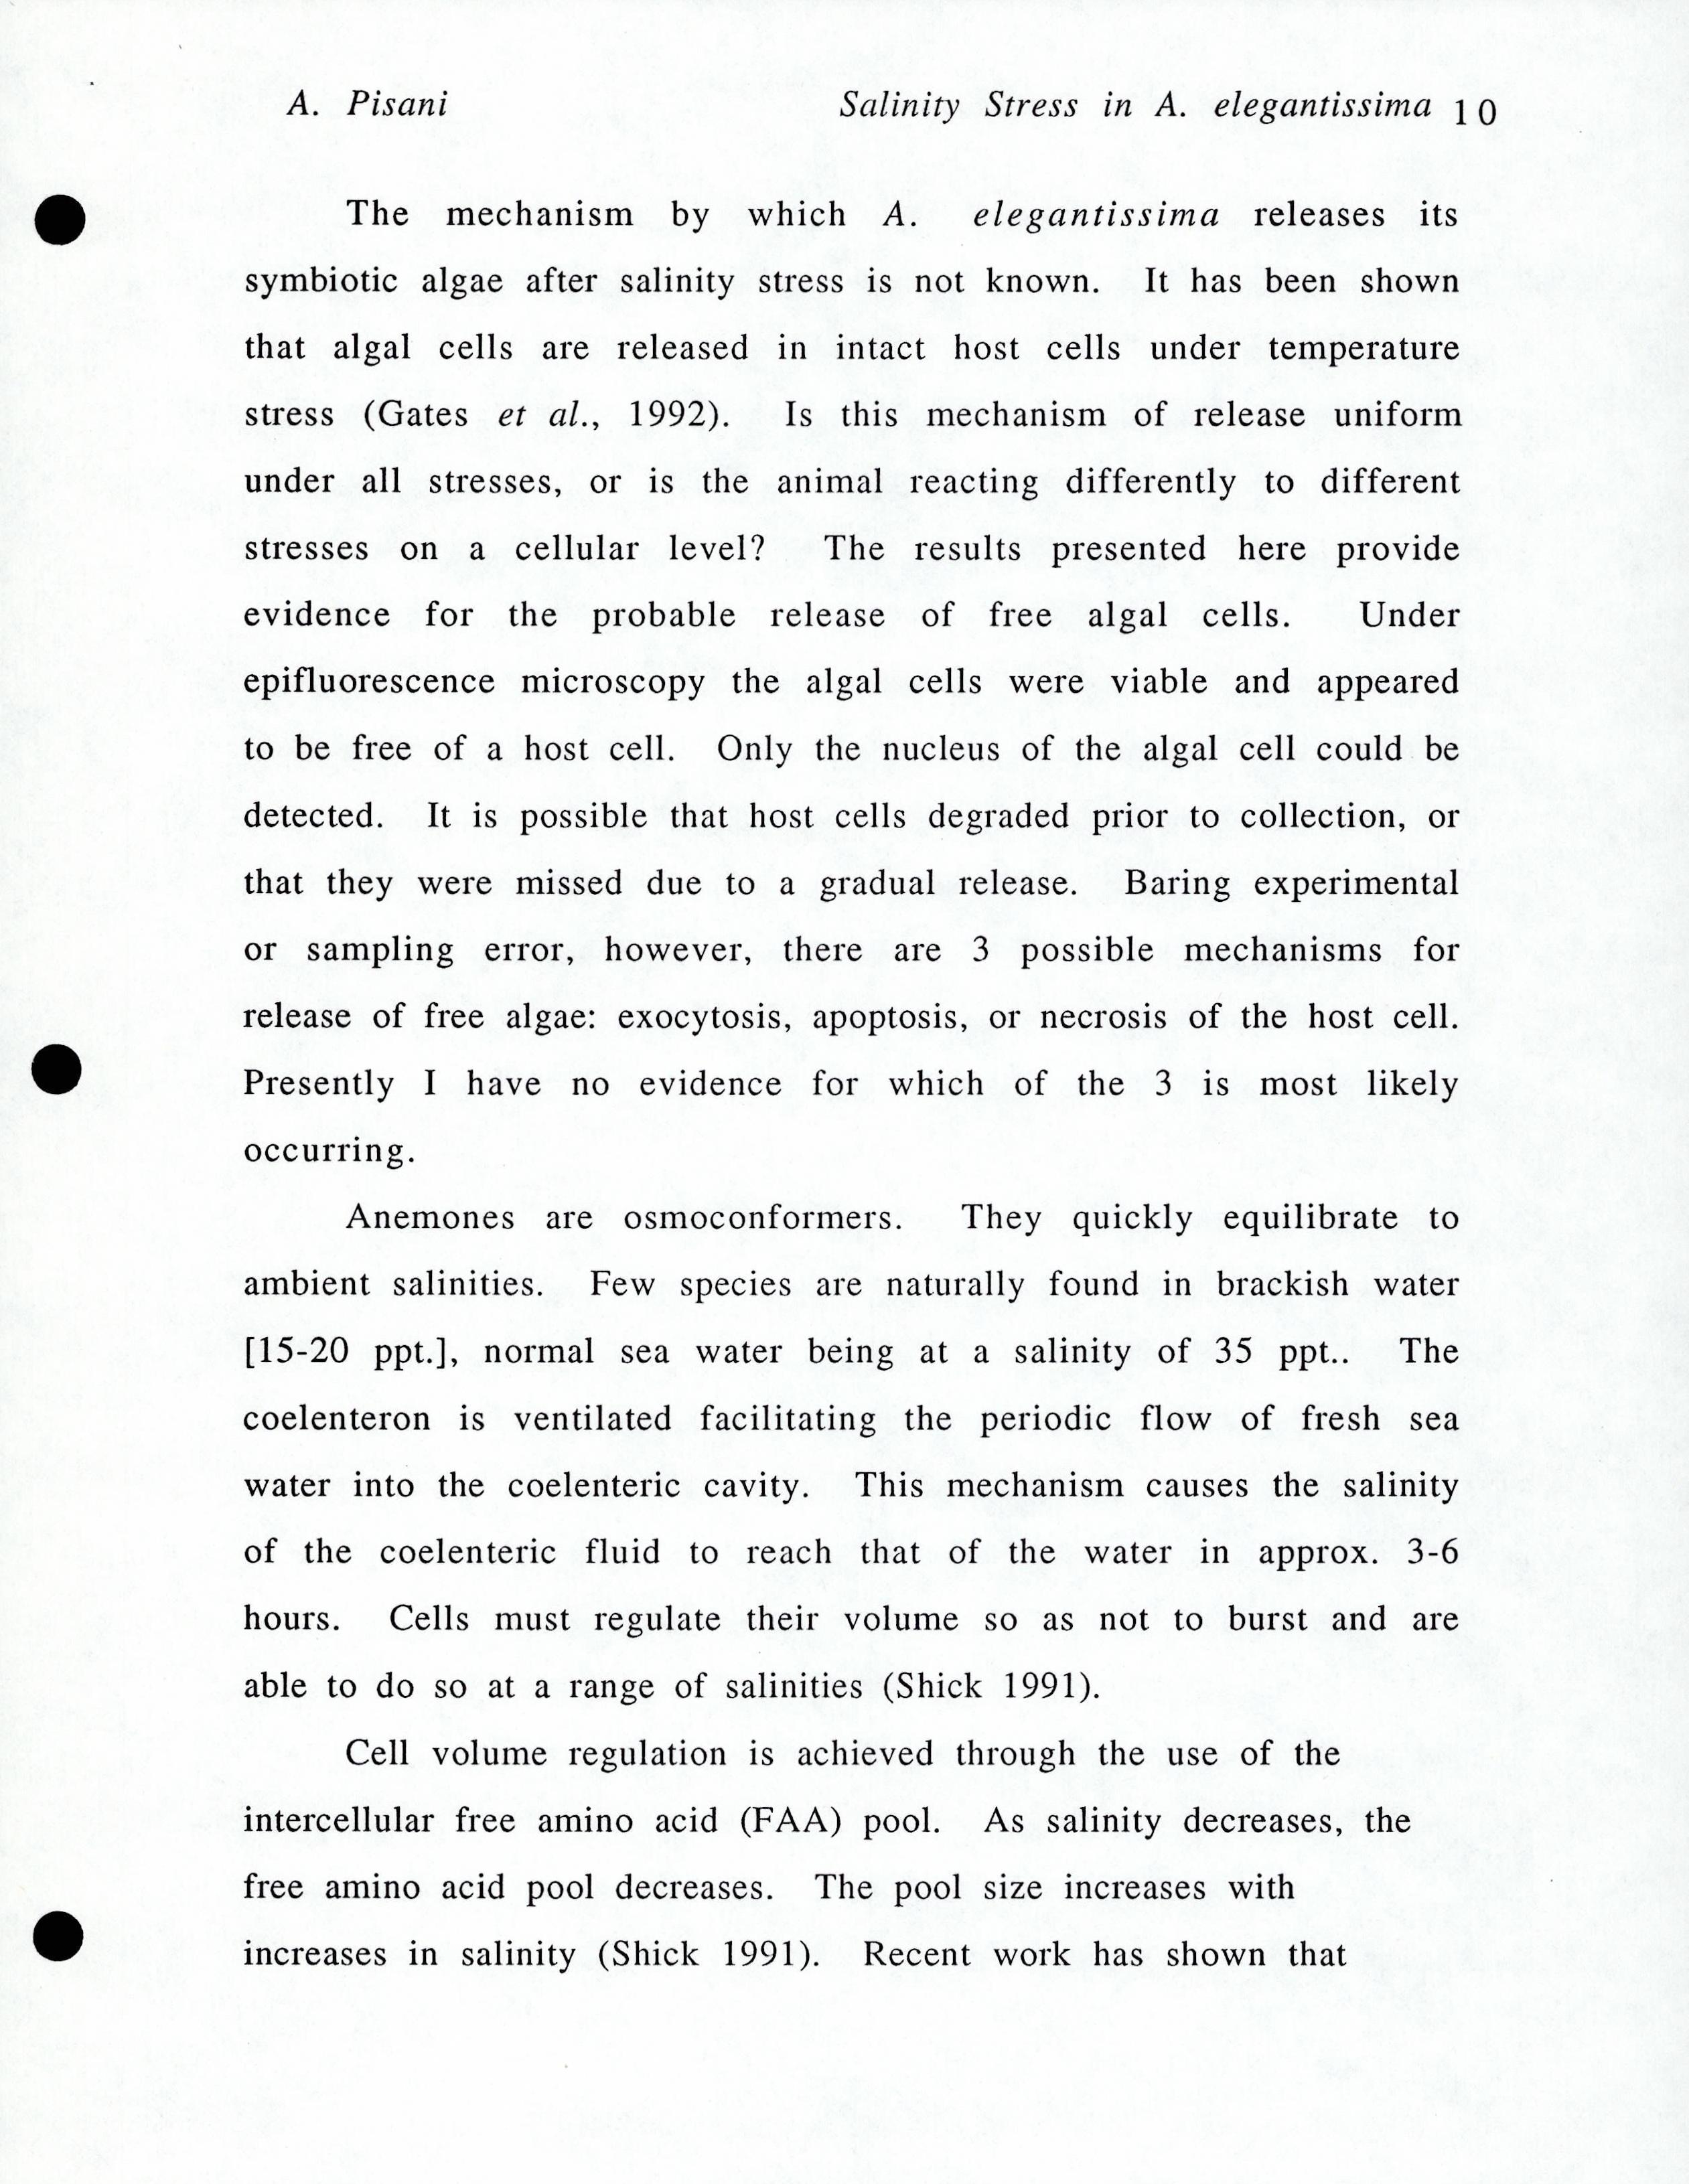 A. Pisani Salinity Stress in A. elegantissima 10
The mechanism by which A. elegantissima releases its
symbiotic algae after salinity stress is not known. It has been shown
that algal cells are released in intact host cells under temperature
stress (Gates et al., 1992). Is this mechanism of release uniform
under all stresses, or is the animal reacting differently to different
stresses on a cellular level? The results presented here provide
evidence for the probable release of free algal cells. Under
epifluorescence microscopy the algal cells were viable and appeared
to be free of a host cell. Only the nucleus of the algal cell could be
detected. It is possible that host cells degraded prior to collection, or
that they were missed due to a gradual release. Baring experimental
or sampling error, however, there are 3 possible mechanisms for
release of free algae: exocytosis, apoptosis, or necrosis of the host cell.
Presently I have no evidence for which of the 3 is most likely
occurring.
Anemones are osmoconformers. They quickly equilibrate to
ambient salinities. Few species are naturally found in brackish water
[15-20 ppt.], normal sea water being at a salinity of 35 ppt.. The
coelenteron is ventilated facilitating the periodic flow of fresh sea
water into the coelenteric cavity. This mechanism causes the salinity
of the coelenteric fluid to reach that of the water in approx. 3-6
hours. Cells must regulate their volume so as not to burst and are
able to do so at a range of salinities (Shick 1991).
Cell volume regulation is achieved through the use of the
intercellular free amino acid (FAA) pool. As salinity decreases, the
free amino acid pool decreases. The pool size increases with
increases in salinity (Shick 1991). Recent work has shown that